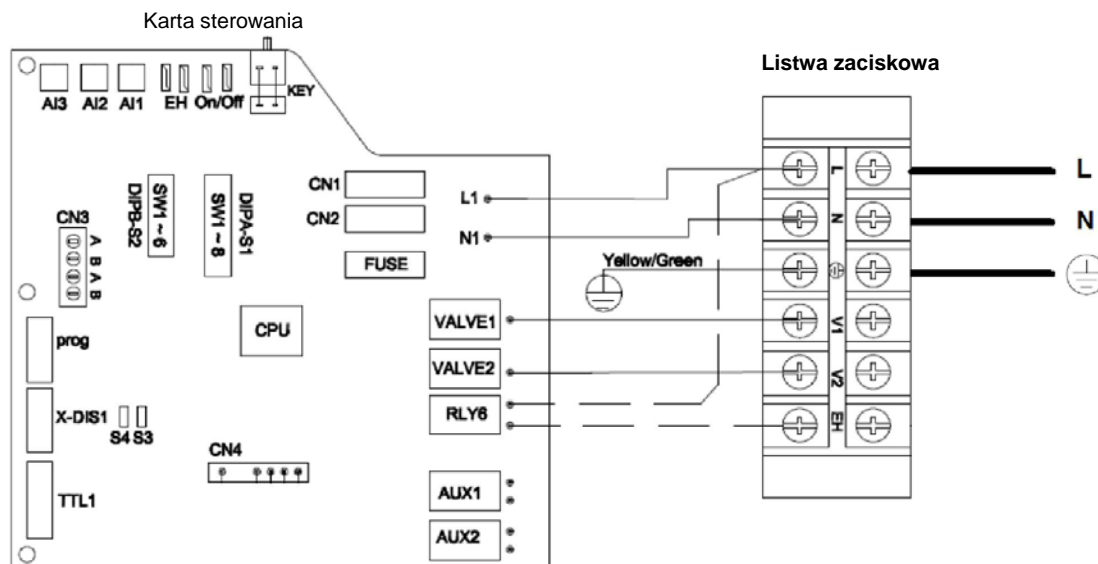 Karta sterowania
Listwa zaciskowa
AI3 AI2 AI1 EH On/Off KEY
CN1
CN2
FUSE
L1
N1
CN3
A B A B
DIPB-S2
SW1 ~ 6
SW1 ~ 8
DIPA-S1
CPU
prog
X-DIS1
S4 S3
TTL1
CN4
VALVE1
VALVE2
RLY6
AUX1
AUX2
Yellow/Green
L
N
V1
V2
EH
L
N